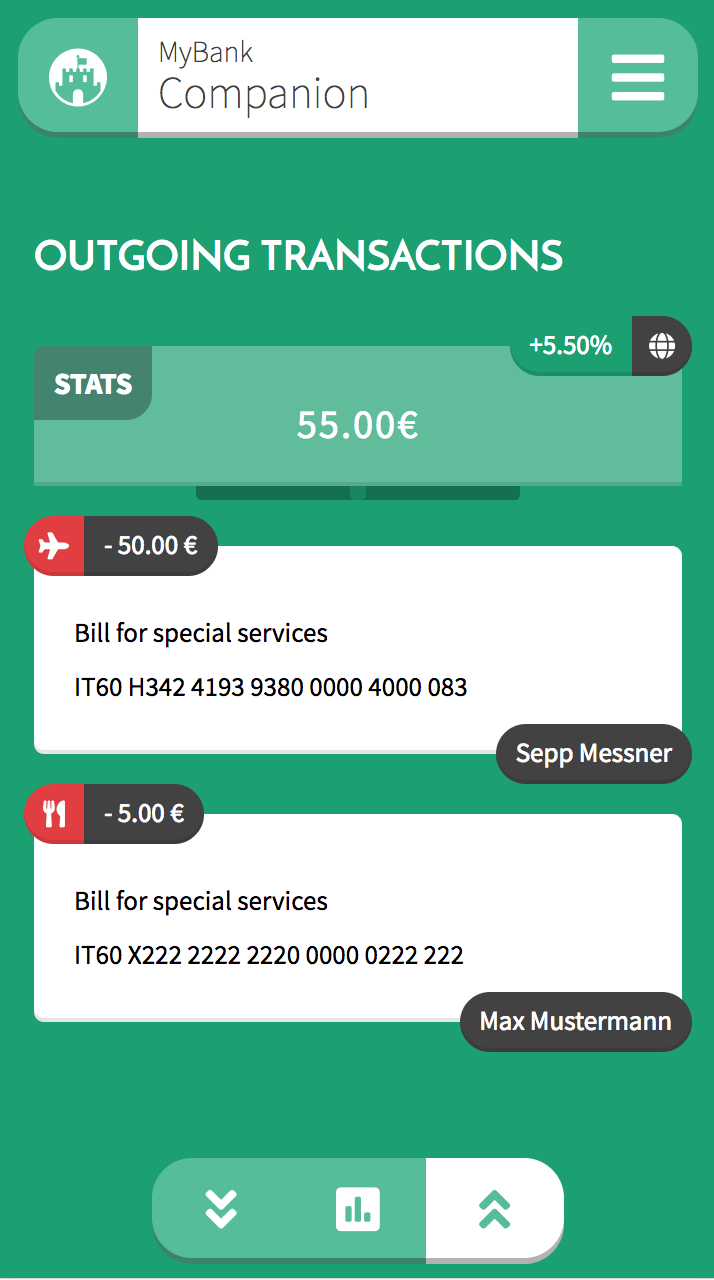 MyBank
Companion
OUTGOING TRANSACTIONS
+5.50%
STATS
55.00€
- 50.00 €
Bill for special services
IT60 H342 4193 9380 0000 4000 083
Sepp Messner
- 5.00 €
Bill for special services
IT60 X222 2222 2220 0000 0222 222
Max Mustermann